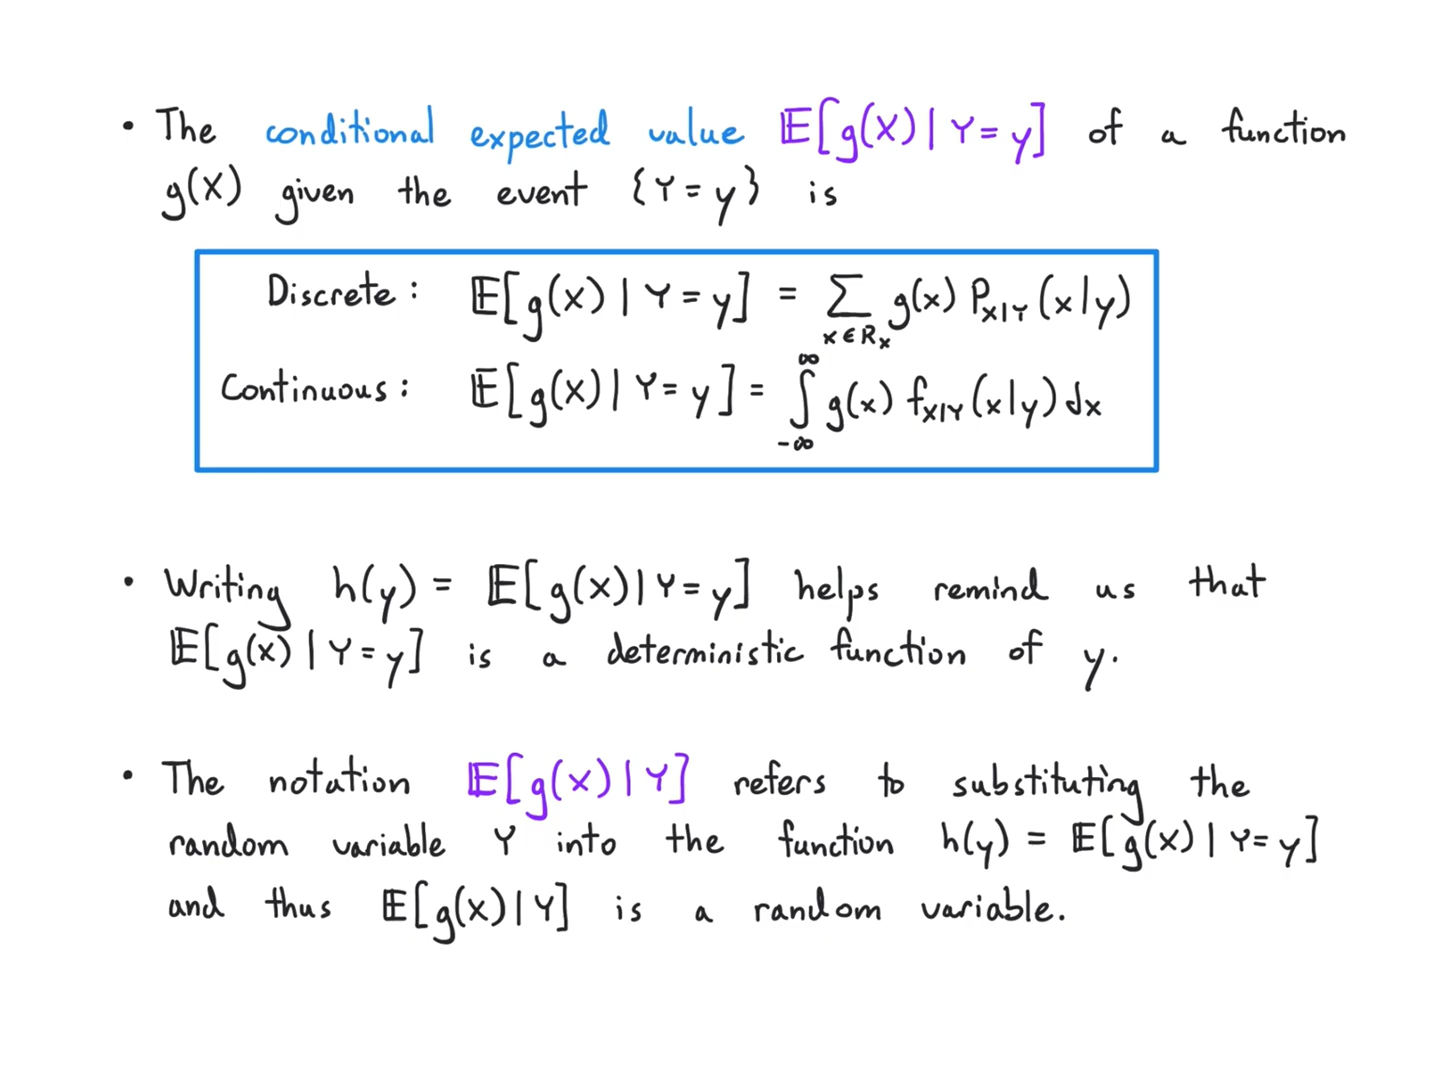 • The conditional expected value 𝔼[g(X) | Y = y] of a function
g(X) given the event {Y = y} is
Discrete: 𝔼[g(X) | Y = y] = ∑_{x ∈ R_X} g(x) P_{X|Y}(x|y)
Continuous: 𝔼[g(X) | Y = y] = ∫_{-∞}^{∞} g(x) f_{X|Y}(x|y) dx
• Writing h(y) = 𝔼[g(X) | Y = y] helps remind us that
𝔼[g(X) | Y = y] is a deterministic function of y.
• The notation 𝔼[g(X) | Y] refers to substituting the
random variable Y into the function h(y) = 𝔼[g(X) | Y = y]
and thus 𝔼[g(X) | Y] is a random variable.